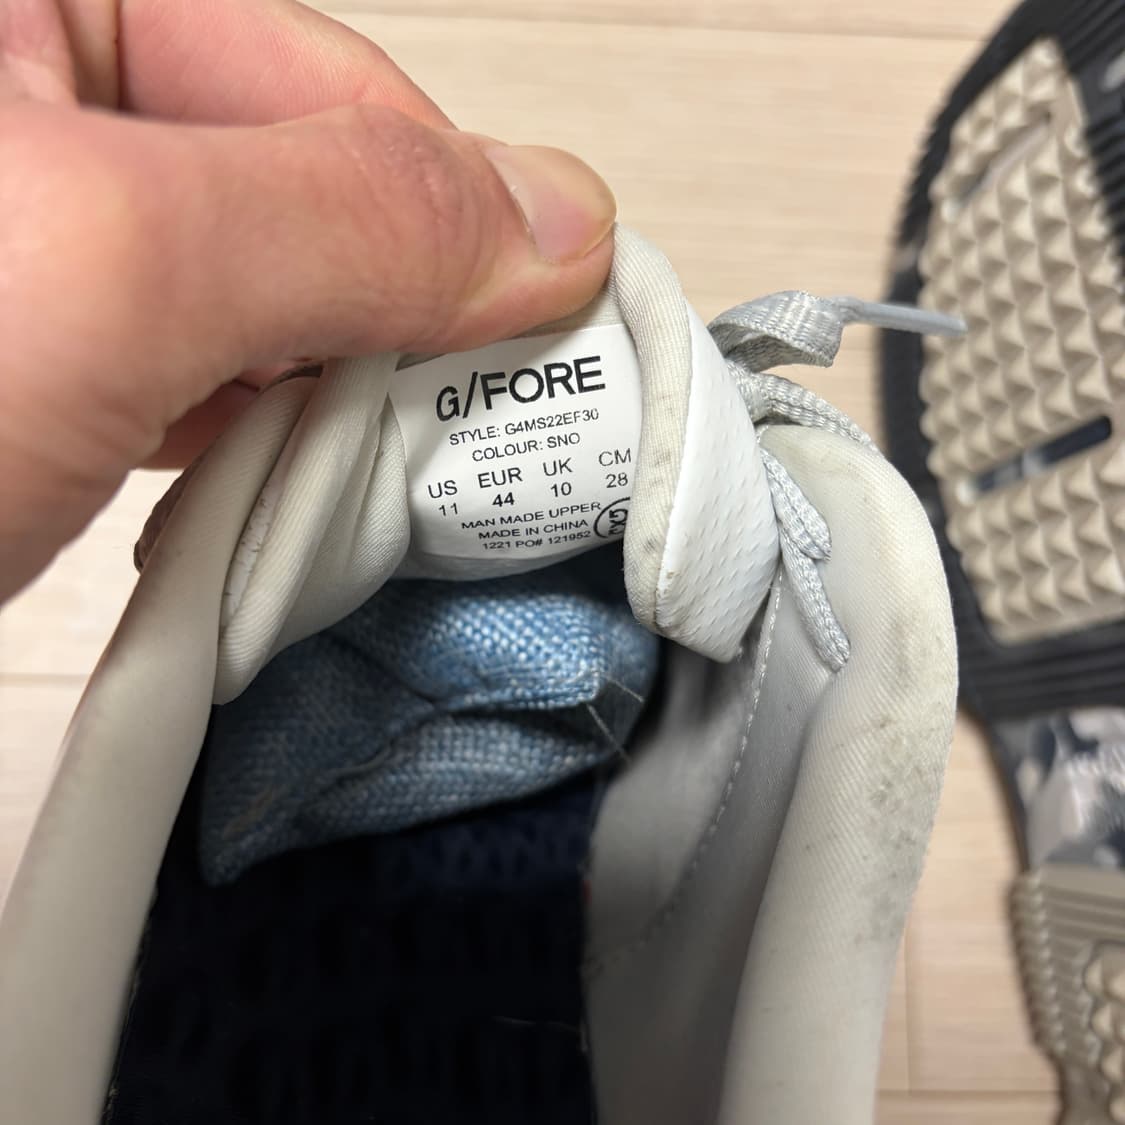 G/FORE
STYLE: G4MS22EF30
COLOUR: SNO
US EUR UK CM
11 44 10 28
MAN MADE UPPER
MADE IN CHINA
1221 PO# 121952